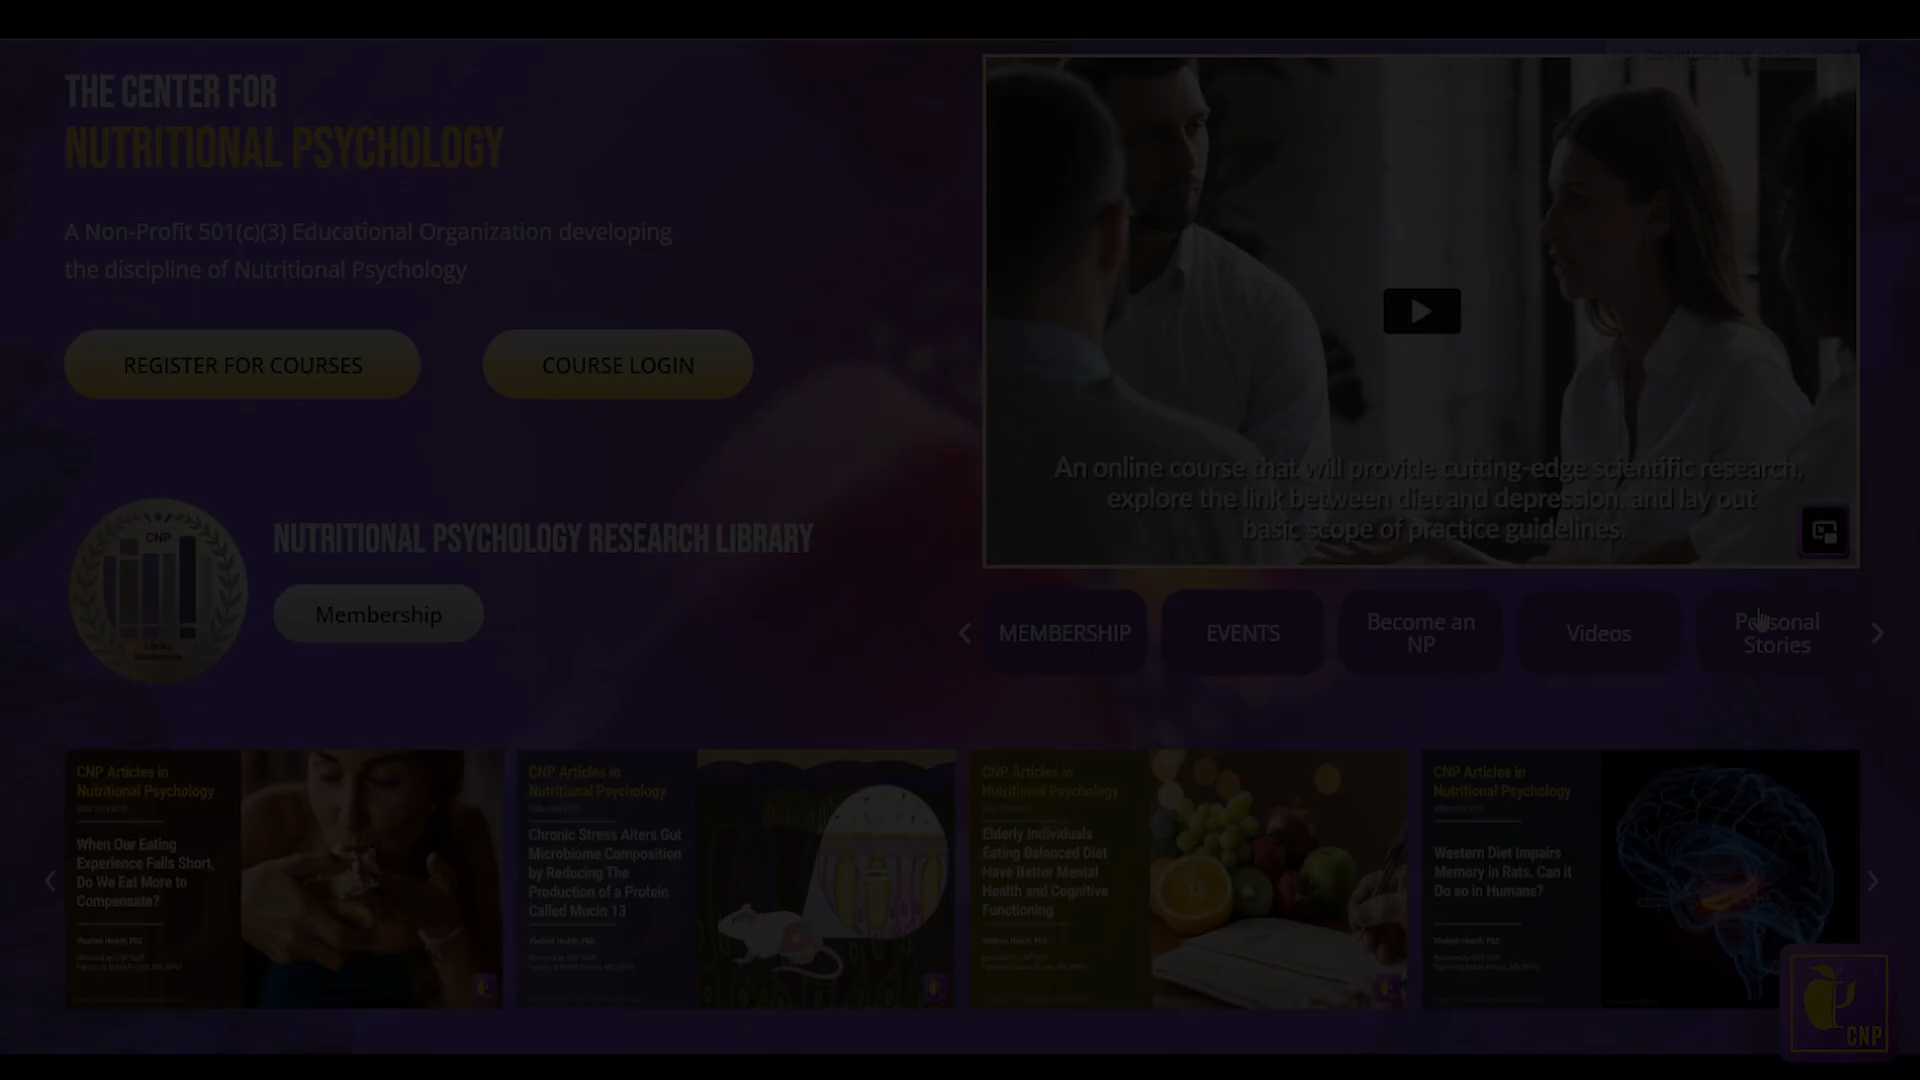 THE CENTER FOR
NUTRITIONAL PSYCHOLOGY
A Non-Profit 501(c)(3) Educational Organization developing
the discipline of Nutritional Psychology
REGISTER FOR COURSES
COURSE LOGIN
An online course that will provide cutting-edge scientific research,
explore the link between diet and depression, and lay out
basic scope of practice guidelines.
CNP
Library
NUTRITIONAL PSYCHOLOGY RESEARCH LIBRARY
Membership
MEMBERSHIP
EVENTS
Become an
NP
Videos
Personal
Stories
CNP Articles in
Nutritional Psychology
When Our Eating
Experience Falls Short,
Do We Eat More to
Compensate?
CNP Articles in
Nutritional Psychology
Chronic Stress Alters Gut
Microbiome Composition
by Reducing The
Production of a Protein
Called Mucin 13
CNP Articles in
Nutritional Psychology
Elderly Individuals
Eating Balanced Diet
Have Better Mental
Health and Cognitive
Functioning
CNP Articles in
Nutritional Psychology
Western Diet Impairs
Memory in Rats. Can it
Do so in Humans?
CNP